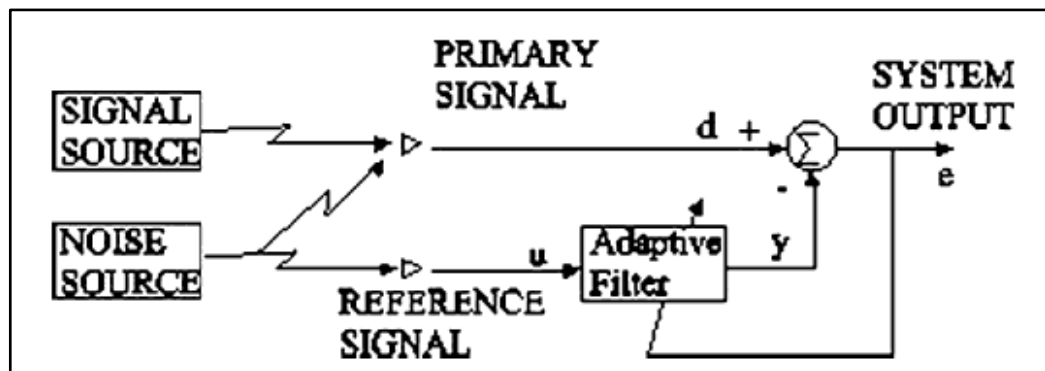 PRIMARY
SIGNAL
SYSTEM
OUTPUT
SIGNAL
SOURCE
d +
Σ
e
-
NOISE
SOURCE
u
Adaptive
Filter
y
REFERENCE
SIGNAL